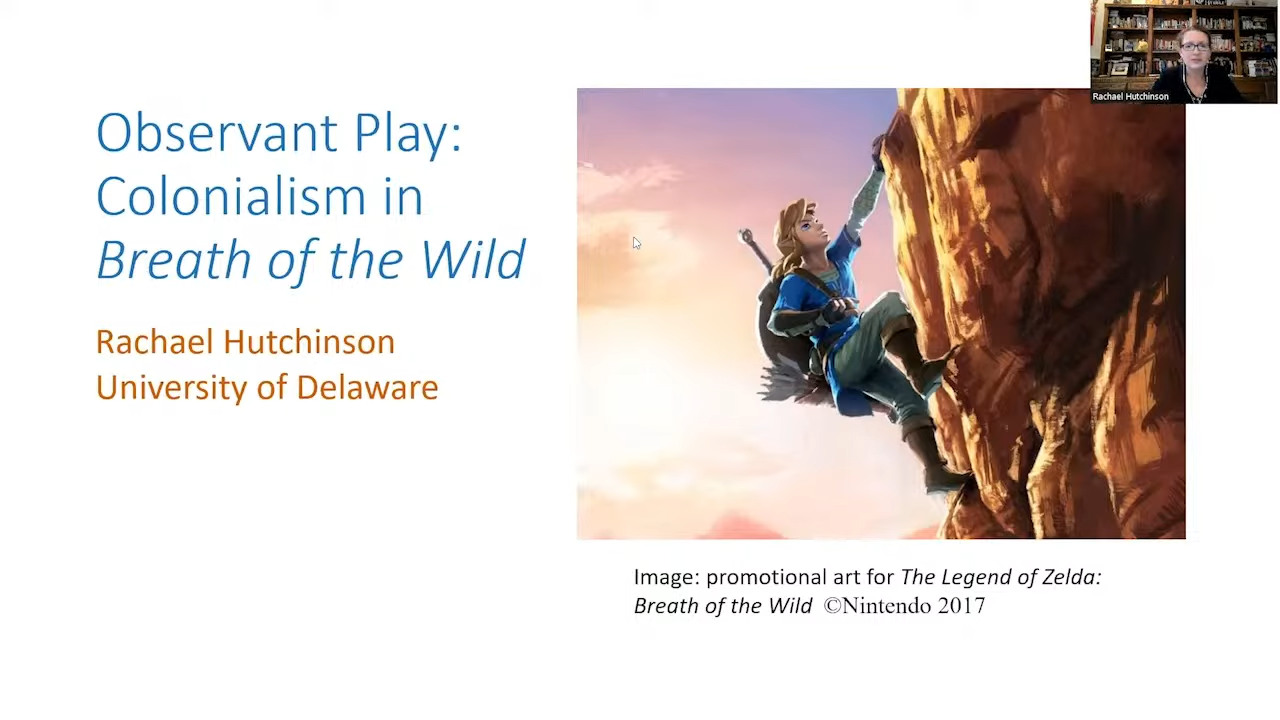 Observant Play:
Colonialism in
Breath of the Wild
Rachael Hutchinson
University of Delaware
Rachael Hutchinson
Image: promotional art for The Legend of Zelda:
Breath of the Wild ©Nintendo 2017